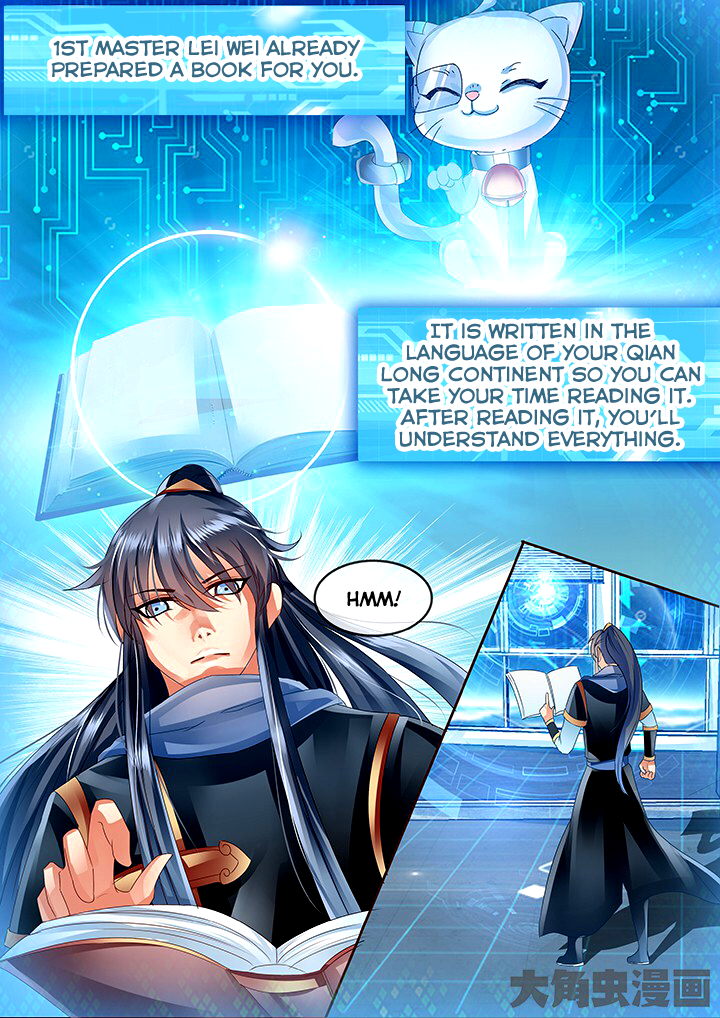 1ST MASTER LEI WEI ALREADY
PREPARED A BOOK FOR YOU.
IT IS WRITTEN IN THE
LANGUAGE OF YOUR QIAN
LONG CONTINENT SO YOU CAN
TAKE YOUR TIME READING IT.
AFTER READING IT, YOU'LL
UNDERSTAND EVERYTHING.
HMM!
大角虫漫画